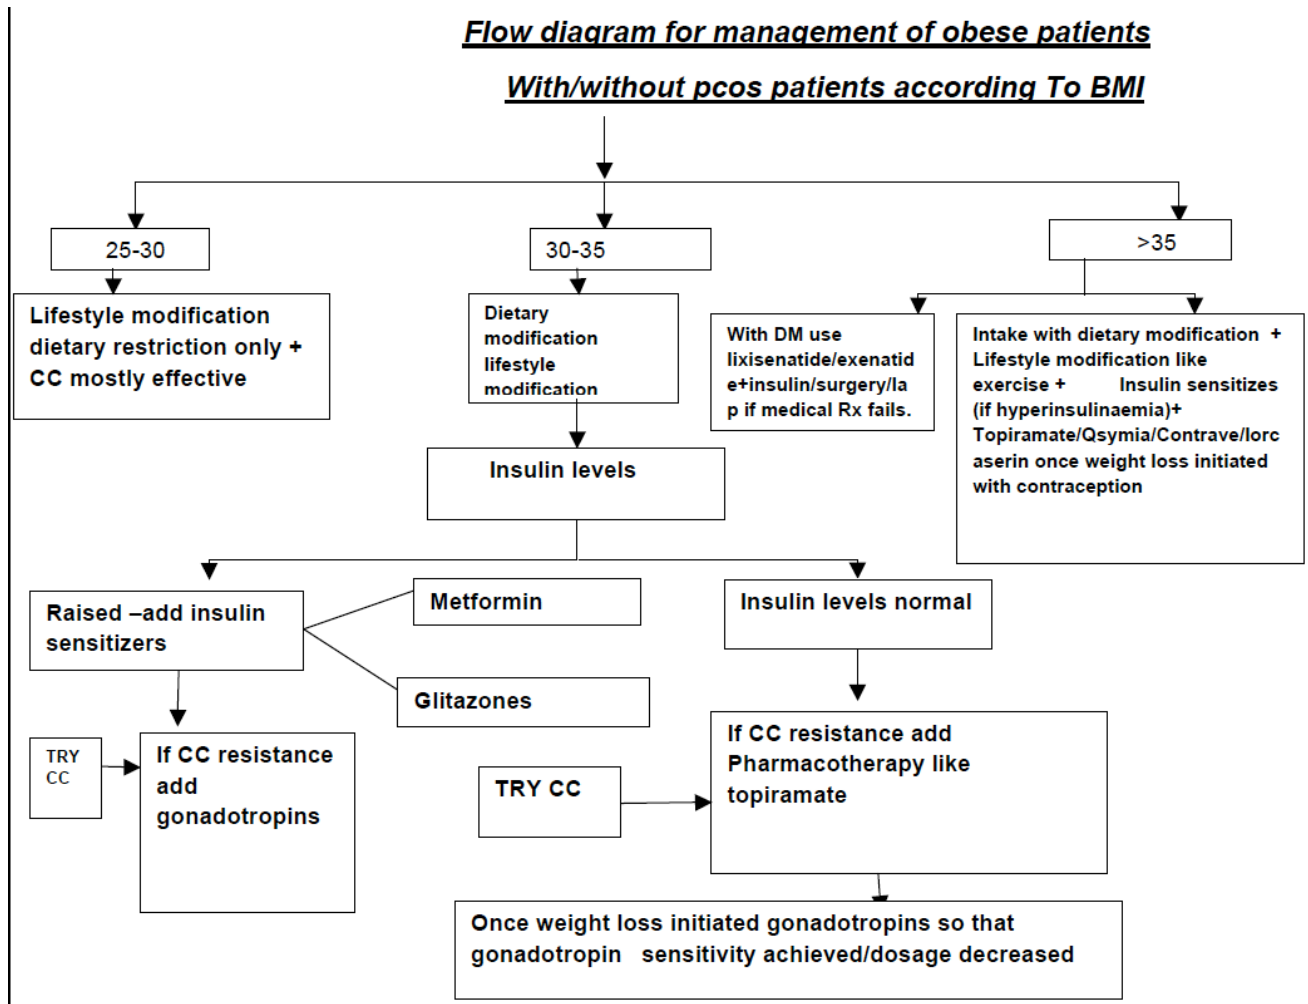 Flow diagram for management of obese patients
With/without pcos patients according To BMI
25-30
30-35
>35
Lifestyle modification
dietary restriction only +
CC mostly effective
Dietary
modification
lifestyle
modification
With DM use
lixisenatide/exenatid
e+insulin/surgery/la
p if medical Rx fails.
Intake with dietary modification +
Lifestyle modification like
exercise + Insulin sensitizes
(if hyperinsulinaemia)+
Topiramate/Qsymia/Contrave/lorc
aserin once weight loss initiated
with contraception
Insulin levels
Raised –add insulin
sensitizers
Metformin
Glitazones
Insulin levels normal
TRY
CC
If CC resistance
add
gonadotropins
TRY CC
If CC resistance add
Pharmacotherapy like
topiramate
Once weight loss initiated gonadotropins so that
gonadotropin sensitivity achieved/dosage decreased